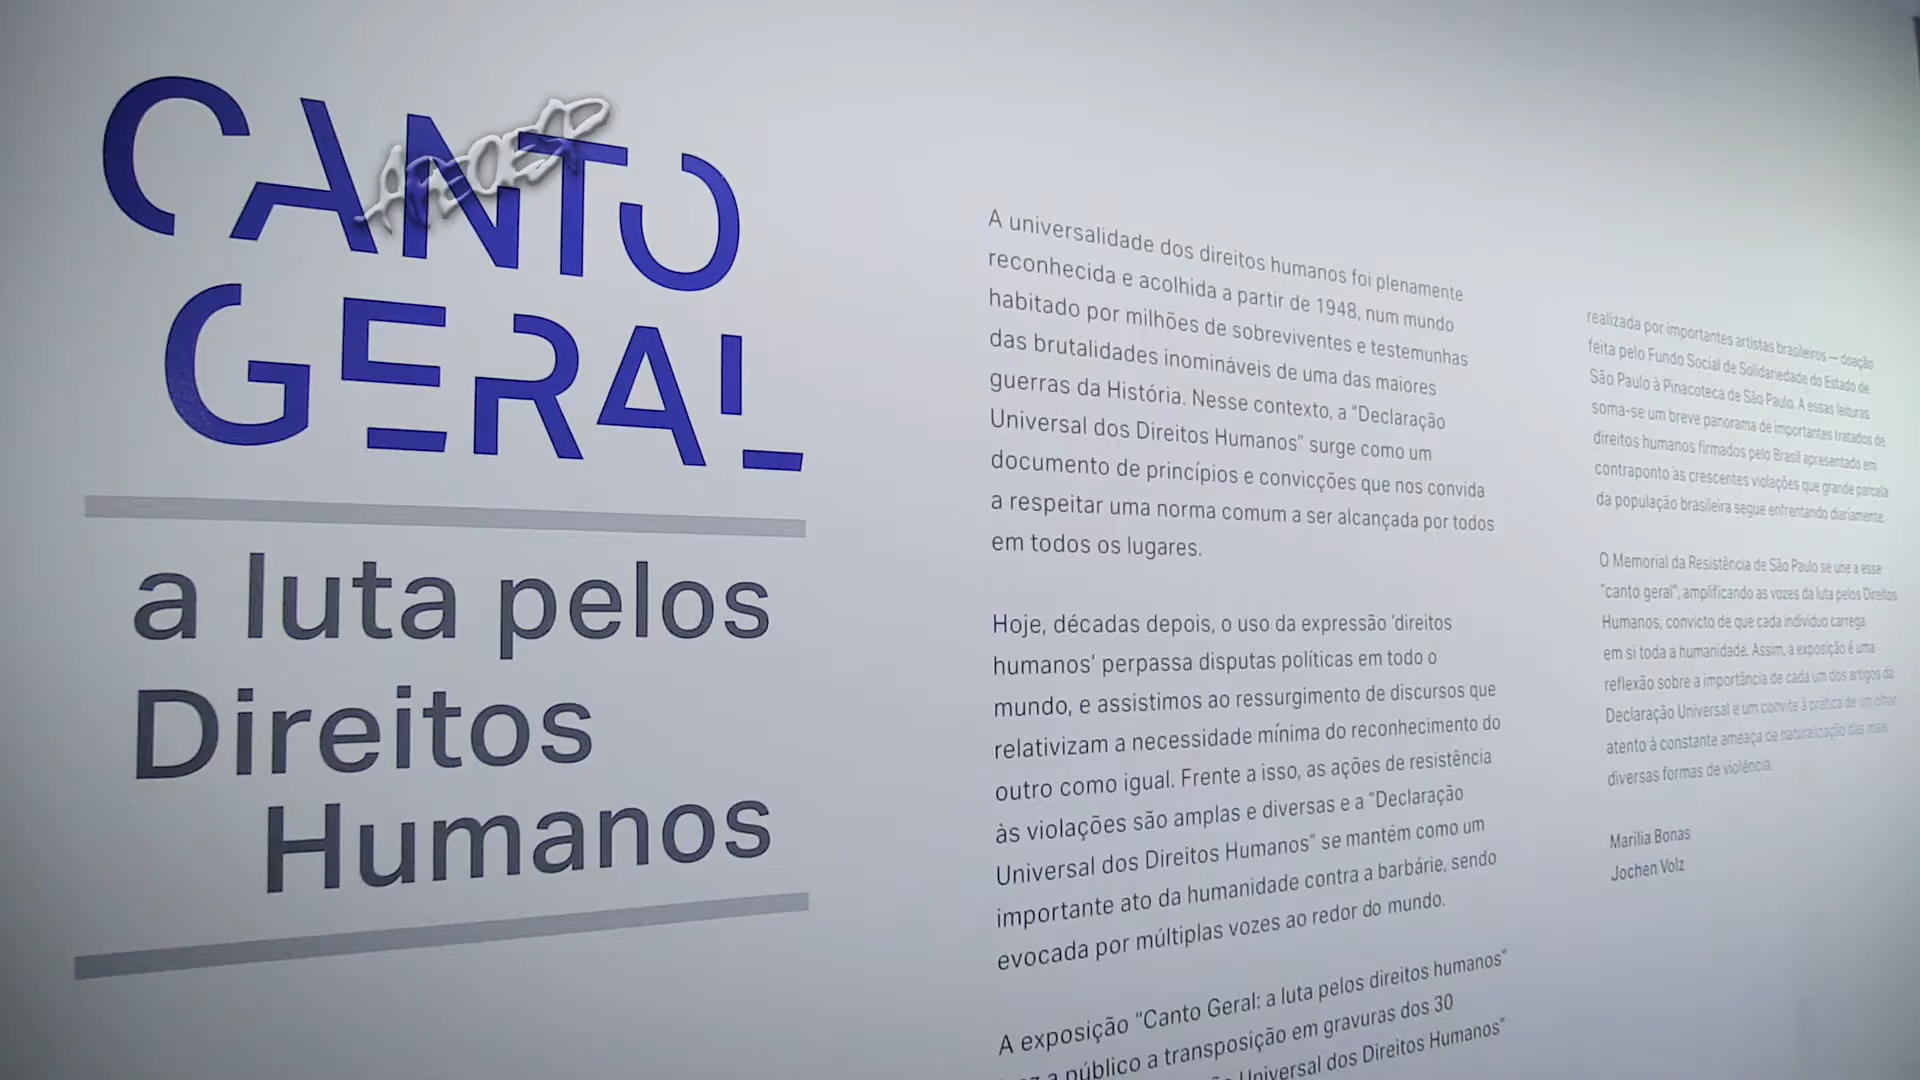 CANTO
GERAL
a luta pelos
Direitos
Humanos
A universalidade dos direitos humanos foi plenamente
reconhecida e acolhida a partir de 1948, num mundo
habitado por milhões de sobreviventes e testemunhas
das brutalidades inomináveis de uma das maiores
guerras da História. Nesse contexto, a “Declaração
Universal dos Direitos Humanos” surge como um
documento de princípios e convicções que nos convida
a respeitar uma norma comum a ser alcançada por todos
em todos os lugares.
Hoje, décadas depois, o uso da expressão ‘direitos
humanos’ perpassa disputas políticas em todo o
mundo, e assistimos ao ressurgimento de discursos que
relativizam a necessidade mínima do reconhecimento do
outro como igual. Frente a isso, as ações de resistência
às violações são amplas e diversas e a “Declaração
Universal dos Direitos Humanos” se mantém como um
importante ato da humanidade contra a barbárie, sendo
evocada por múltiplas vozes ao redor do mundo.
A exposição “Canto Geral: a luta pelos direitos humanos”
a público a transposição em gravuras dos 30
Universal dos Direitos Humanos”
realizada por importantes artistas brasileiros — doação
feita pelo Fundo Social de Solidariedade do Estado de
São Paulo à Pinacoteca de São Paulo. A essas leituras
soma-se um breve panorama de importantes tratados de
direitos humanos firmados pelo Brasil apresentado em
contraponto às crescentes violações que grande parcela
da população brasileira segue enfrentando diariamente.
O Memorial da Resistência de São Paulo se une a esse
“canto geral”, amplificando as vozes da luta pelos Direitos
Humanos, convicto de que cada indivíduo carrega
em si toda a humanidade. Assim, a exposição é uma
reflexão sobre a importância de cada um dos artigos da
Declaração Universal e um convite à prática de um olhar
atento à constante ameaça de naturalização das mais
diversas formas de violência.
Marília Bonas
Jochen Volz